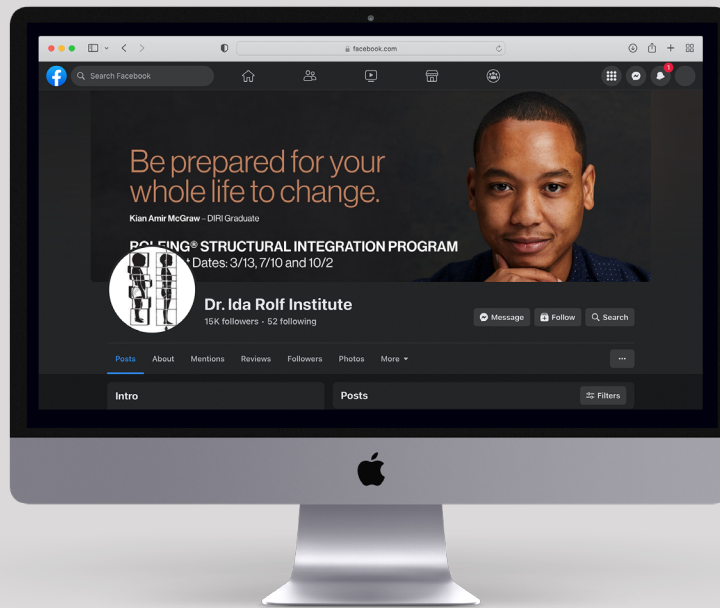 facebook.com
Search Facebook
1
Be prepared for your
whole life to change.
Kian Amir McGraw – DIRI Graduate
ROLFING® STRUCTURAL INTEGRATION PROGRAM
Dates: 3/13, 7/10 and 10/2
Dr. Ida Rolf Institute
15K followers · 52 following
Message
Follow
Search
Posts
About
Mentions
Reviews
Followers
Photos
More
Intro
Posts
Filters